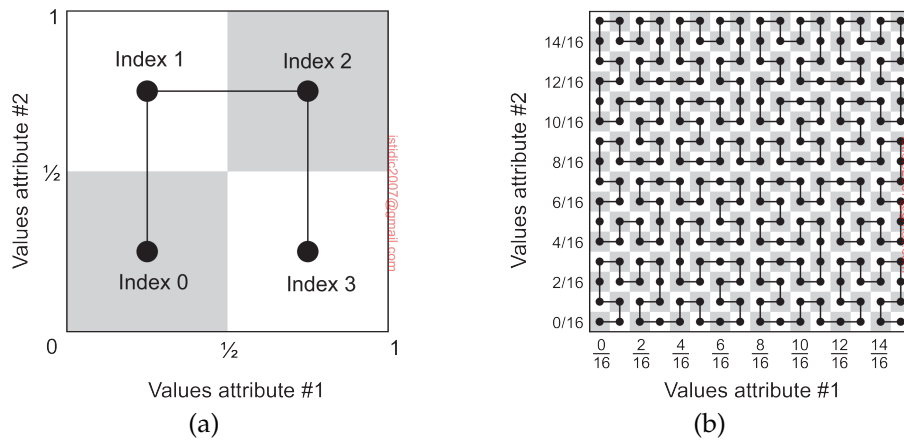 1
Index 1
Index 2
½
Values attribute #2
Index 0
Index 3
0
½
1
Values attribute #1
(a)
istidic2007@gmail.com
14/16
12/16
10/16
8/16
6/16
4/16
2/16
0/16
Values attribute #2
0/16 2/16 4/16 6/16 8/16 10/16 12/16 14/16
Values attribute #1
(b)